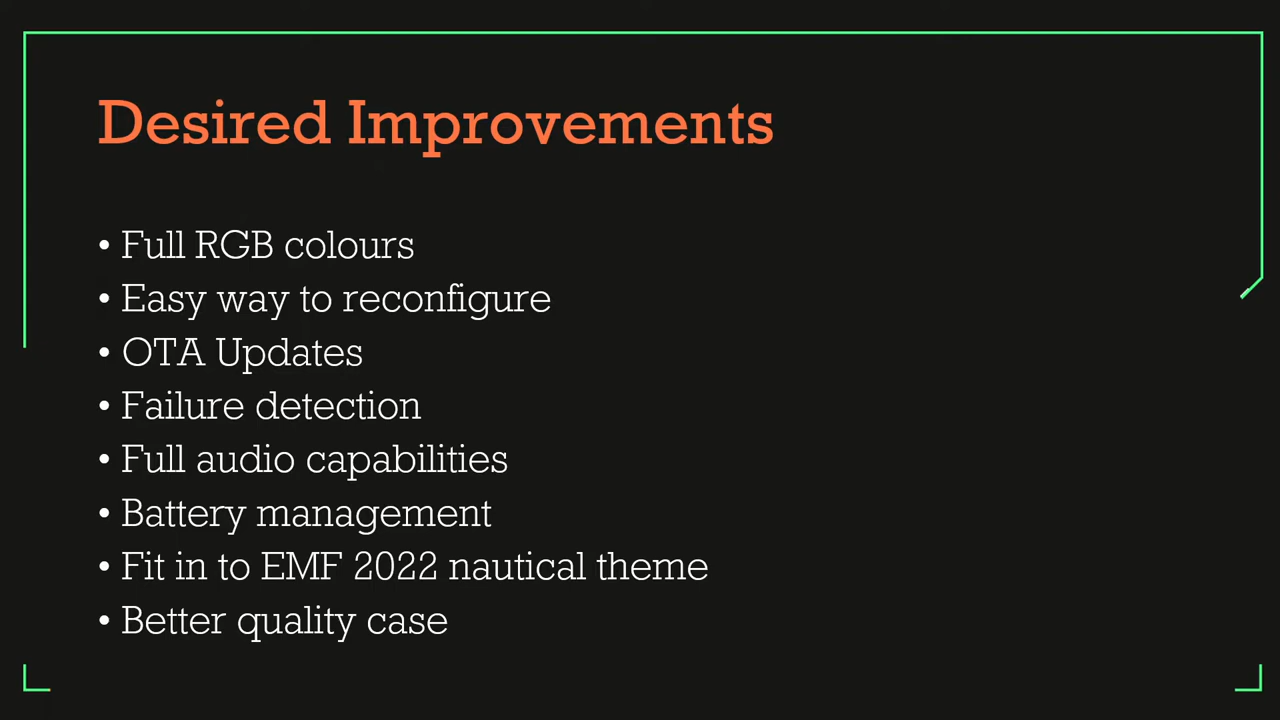 Desired Improvements
• Full RGB colours
• Easy way to reconfigure
• OTA Updates
• Failure detection
• Full audio capabilities
• Battery management
• Fit in to EMF 2022 nautical theme
• Better quality case